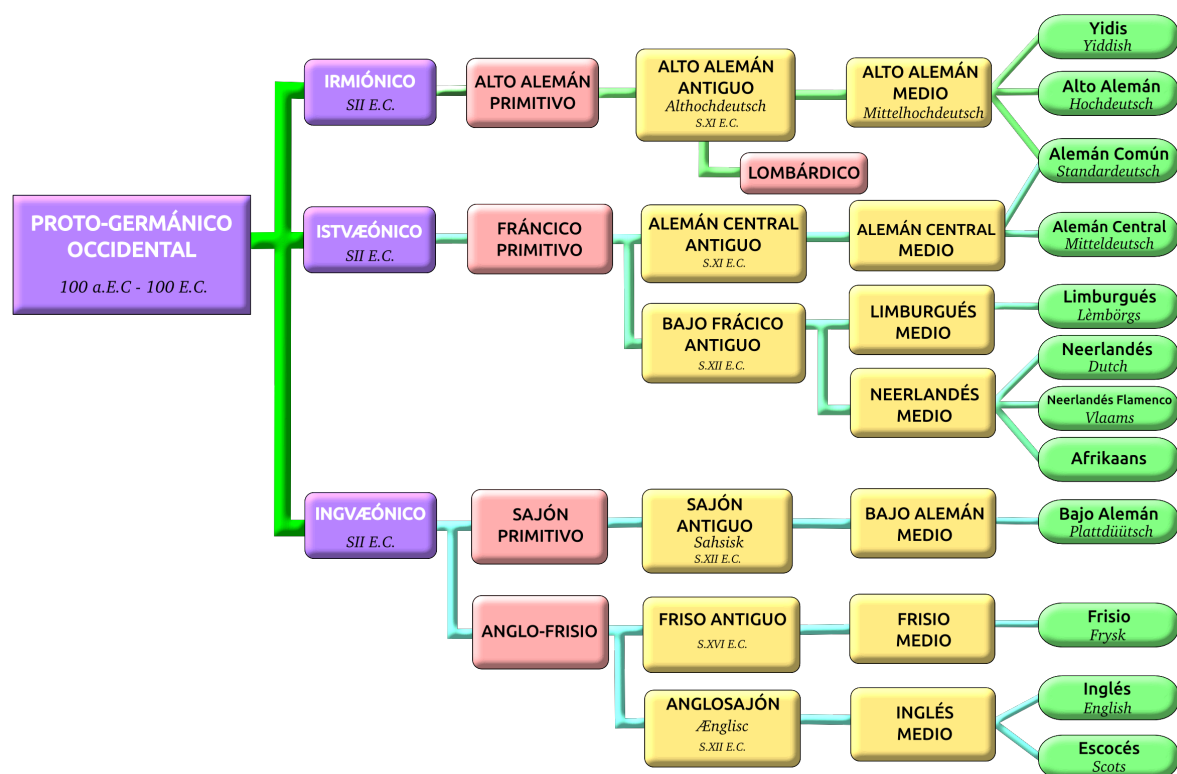 PROTO-GERMÁNICO
OCCIDENTAL
100 a.E.C - 100 E.C.
IRMIÓNICO
SII E.C.
ALTO ALEMÁN
PRIMITIVO
ALTO ALEMÁN
ANTIGUO
Althochdeutsch
S.XI E.C.
LOMBÁRDICO
ALTO ALEMÁN
MEDIO
Mittelhochdeutsch
Yidis
Yiddish
Alto Alemán
Hochdeutsch
Alemán Común
Standardeutsch
ISTVÆÓNICO
SII E.C.
FRÁNCICO
PRIMITIVO
ALEMÁN CENTRAL
ANTIGUO
S.XI E.C.
ALEMÁN CENTRAL
MEDIO
Alemán Central
Mitteldeutsch
BAJO FRÁCICO
ANTIGUO
S.XII E.C.
LIMBURGUÉS
MEDIO
Limburgués
Lèmbörgs
NEERLANDÉS
MEDIO
Neerlandés
Dutch
Neerlandés Flamenco
Vlaams
Afrikaans
INGVÆÓNICO
SII E.C.
SAJÓN
PRIMITIVO
SAJÓN
ANTIGUO
Sahsisk
S.XII E.C.
BAJO ALEMÁN
MEDIO
Bajo Alemán
Plattdüütsch
ANGLO-FRISIO
FRISO ANTIGUO
S.XVI E.C.
FRISIO
MEDIO
Frisio
Frysk
ANGLOSAJÓN
Ænglisc
S.XII E.C.
INGLÉS
MEDIO
Inglés
English
Escocés
Scots